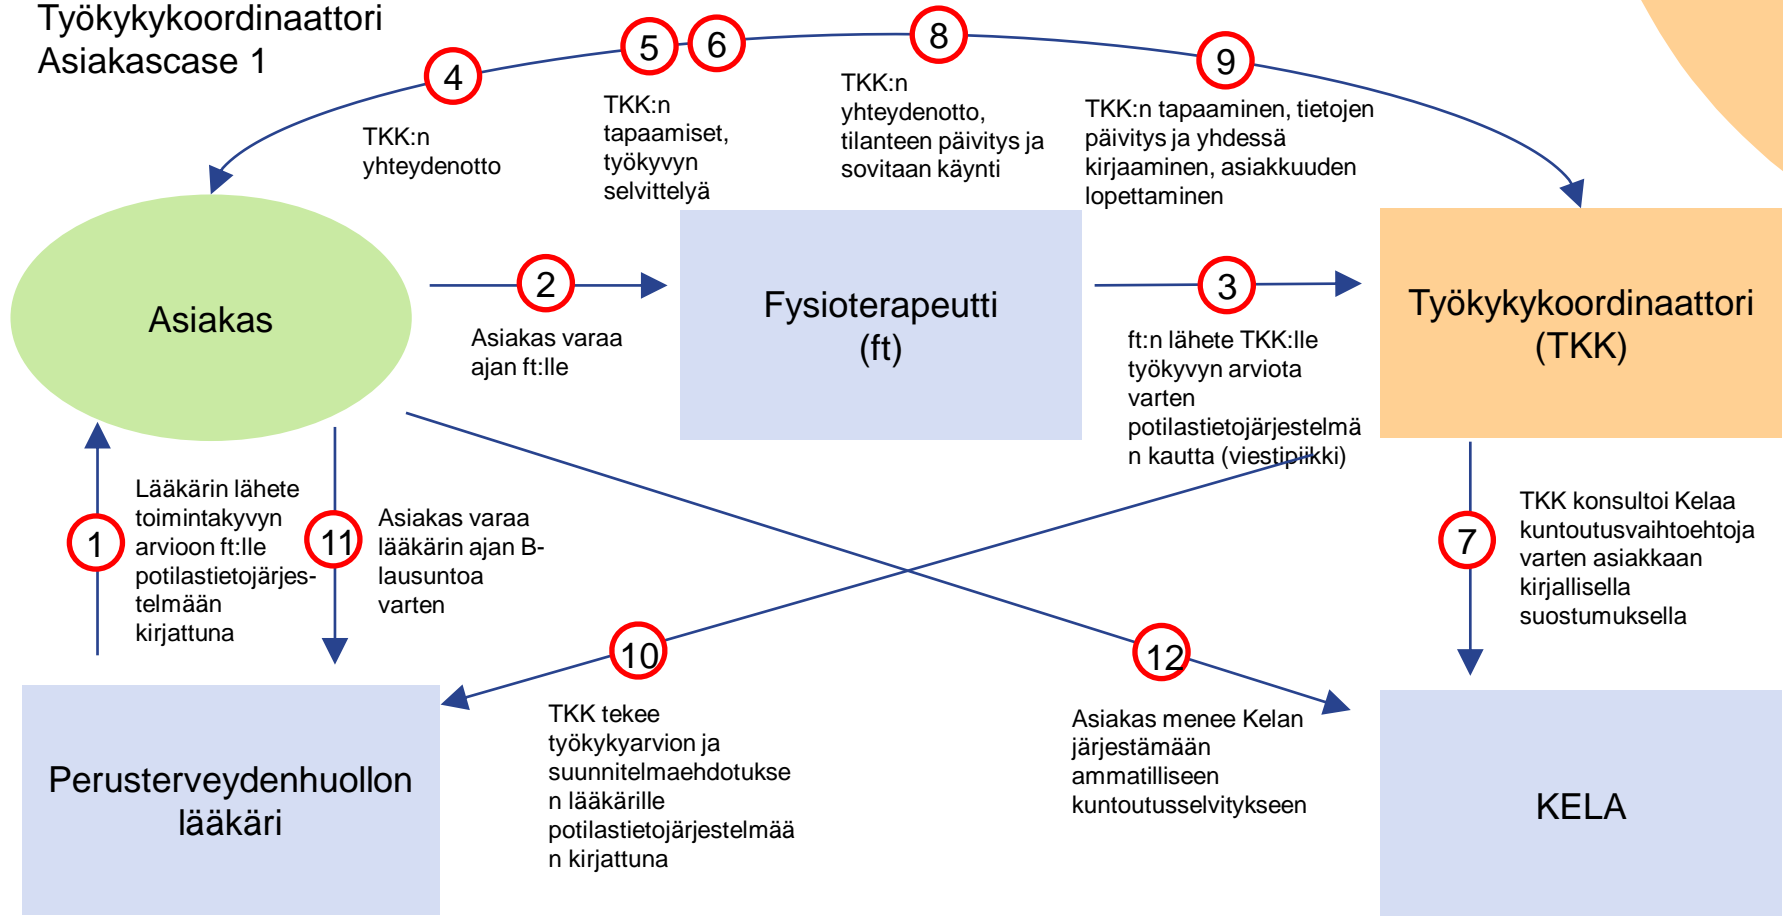 Työkykykoordinaattori
Asiakascase 1
4
5
6
8
9
TKK:n
yhteydenotto
TKK:n
tapaamiset,
työkyvyn
selvittelyä
TKK:n
yhteydenotto,
tilanteen päivitys ja
sovitaan käynti
TKK:n tapaaminen, tietojen
päivitys ja yhdessä
kirjaaminen, asiakkuuden
lopettaminen
Asiakas
2
Asiakas varaa
ajan ft:lle
Fysioterapeutti
(ft)
3
ft:n lähete TKK:lle
työkyvyn arviota
varten
potilastietojärjestelmä
n kautta (viestipiikki)
Työkykykoordinaattori
(TKK)
1
Lääkärin lähete
toimintakyvyn
arvioon ft:lle
potilastietojärjes-
telmään
kirjattuna
11
Asiakas varaa
lääkärin ajan B-
lausuntoa
varten
7
TKK konsultoi Kelaa
kuntoutusvaihtoehtoja
varten asiakkaan
kirjallisella
suostumuksella
10
TKK tekee
työkykyarvion ja
suunnitelmaehdotukse
n lääkärille
potilastietojärjestelmää
n kirjattuna
12
Asiakas menee Kelan
järjestämään
ammatilliseen
kuntoutusselvitykseen
Perusterveydenhuollon
lääkäri
KELA